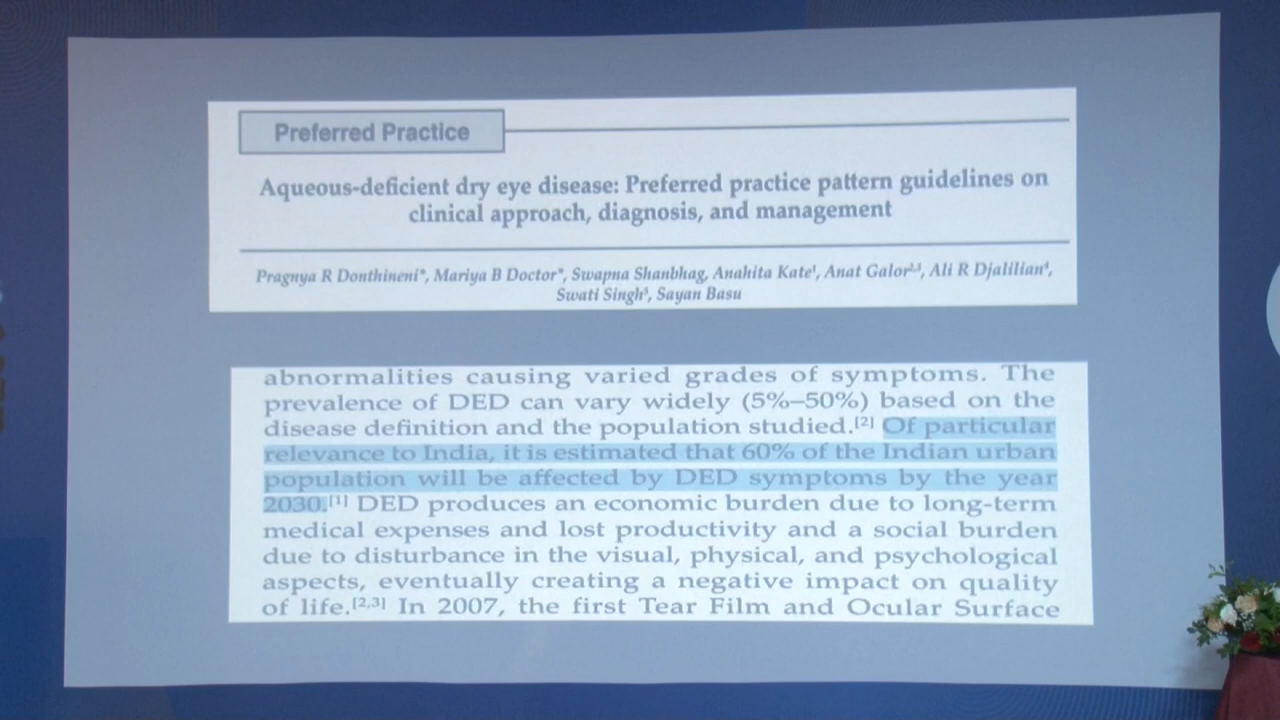 Preferred Practice
Aqueous-deficient dry eye disease: Preferred practice pattern guidelines on
clinical approach, diagnosis, and management
Pragnya R Donthineni*, Mariya B Doctor*, Swapna Shanbhag, Anahita Kate¹, Anat Galor²,³, Ali R Djalilian⁴,
Swati Singh⁵, Sayan Basu
abnormalities causing varied grades of symptoms. The
prevalence of DED can vary widely (5%–50%) based on the
disease definition and the population studied.[2] Of particular
relevance to India, it is estimated that 60% of the Indian urban
population will be affected by DED symptoms by the year
2030.[1] DED produces an economic burden due to long-term
medical expenses and lost productivity and a social burden
due to disturbance in the visual, physical, and psychological
aspects, eventually creating a negative impact on quality
of life.[2,3] In 2007, the first Tear Film and Ocular Surface